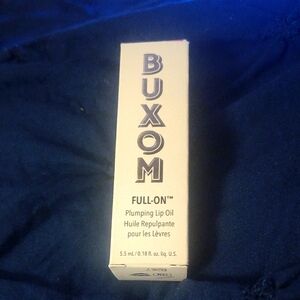 BUXOM
FULL-ON™
Plumping Lip Oil
Huile Repulpante
pour les Lèvres
5.5 mL/0.18 fl. oz. liq. U.S.